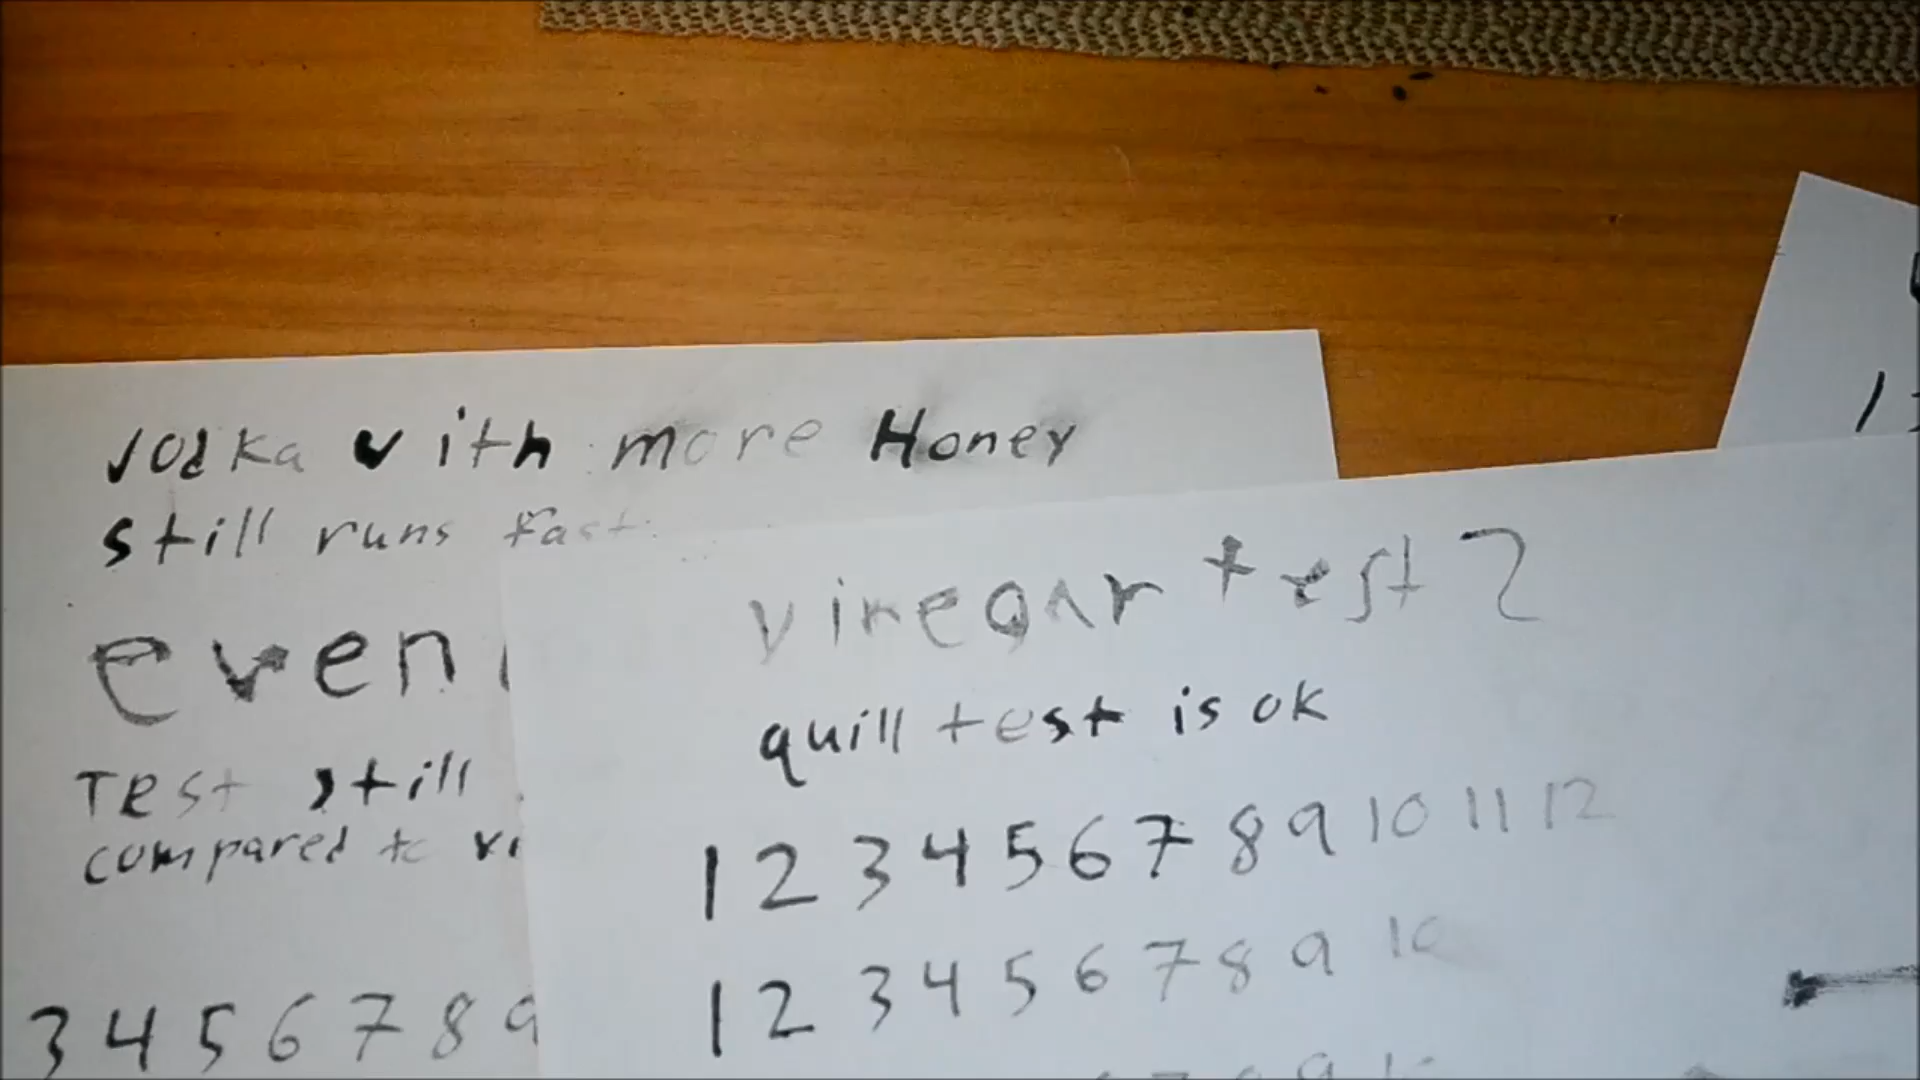 Vodka with more Honey
still runs fast
even
Test still
compared to vi
3 4 5 6 7 8 9
vinegar test 2
quill test is ok
1 2 3 4 5 6 7 8 9 10 11 12
1 2 3 4 5 6 7 8 9 10